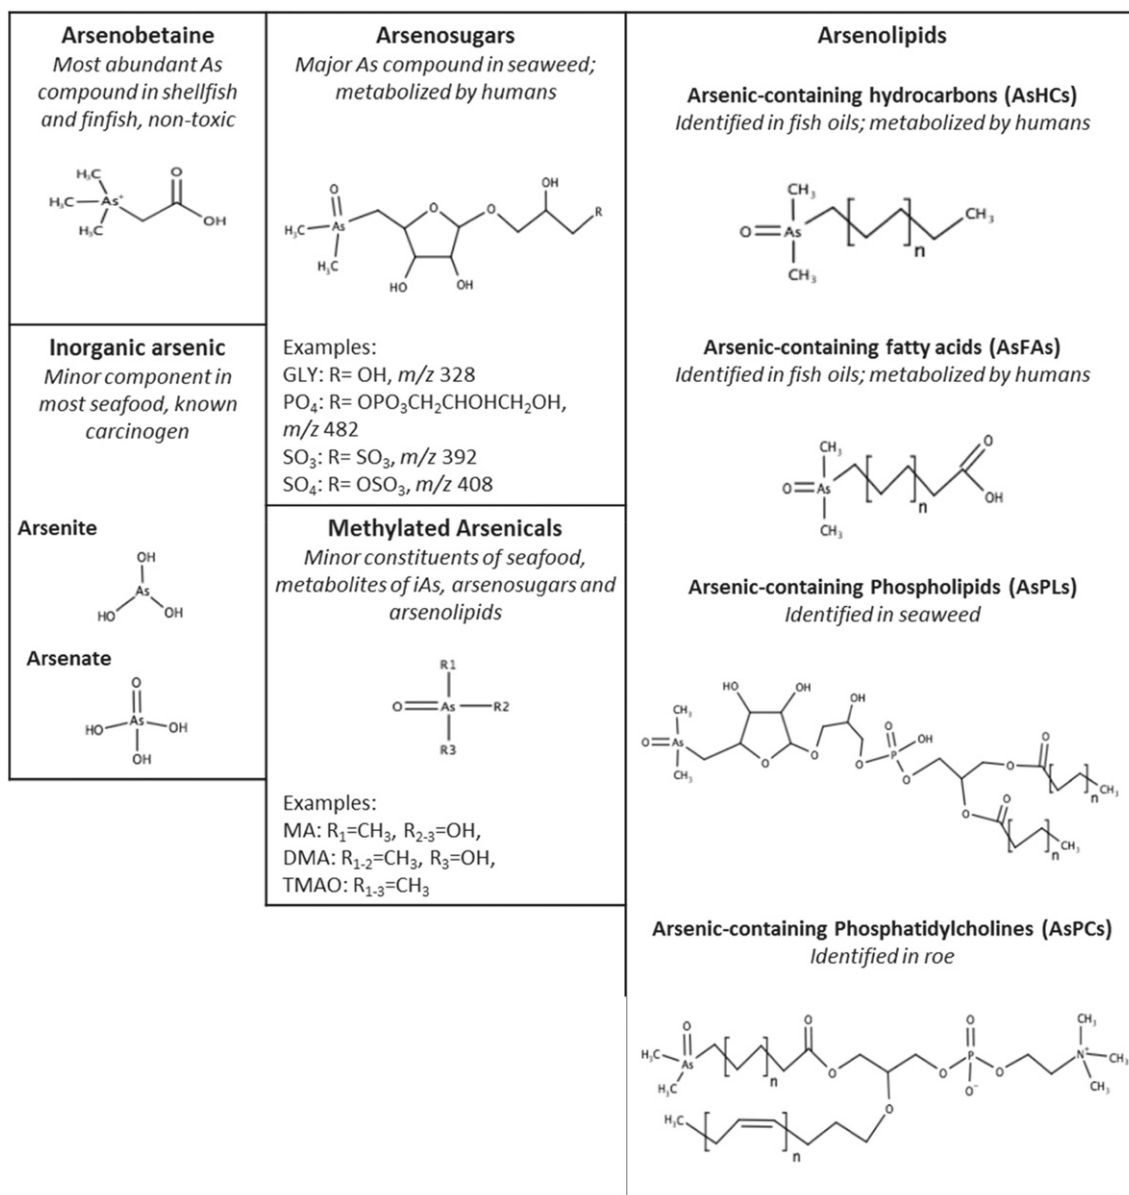 Arsenobetaine
Most abundant As
compound in shellfish
and finfish, non-toxic
H₃C
H₃C
As⁺
H₃C
O
OH
Inorganic arsenic
Minor component in
most seafood, known
carcinogen
Arsenite
OH
As
HO
OH
Arsenate
O
HO
As
OH
OH
Arsenosugars
Major As compound in seaweed;
metabolized by humans
O
H₃C
As
H₃C
O
O
OH
R
HO
OH
Examples:
GLY: R= OH, m/z 328
PO₄: R= OPO₃CH₂CHOHCH₂OH,
m/z 482
SO₃: R= SO₃, m/z 392
SO₄: R= OSO₃, m/z 408
Methylated Arsenicals
Minor constituents of seafood,
metabolites of iAs, arsenosugars and
arsenolipids
R1
O
As
R2
R3
Examples:
MA: R₁=CH₃, R₂₋₃=OH,
DMA: R₁₋₂=CH₃, R₃=OH,
TMAO: R₁₋₃=CH₃
Arsenolipids
Arsenic-containing hydrocarbons (AsHCs)
Identified in fish oils; metabolized by humans
CH₃
O
As
CH₃
n
CH₃
Arsenic-containing fatty acids (AsFAs)
Identified in fish oils; metabolized by humans
CH₃
O
As
CH₃
n
O
OH
Arsenic-containing Phospholipids (AsPLs)
Identified in seaweed
CH₃
O
As
CH₃
HO
OH
O
O
OH
O
O
P
OH
O
O
O
n
CH₃
O
O
n
CH₃
Arsenic-containing Phosphatidylcholines (AsPCs)
Identified in roe
O
H₃C
As
H₃C
n
O
O
O
O
P
O⁻
O
CH₃
N⁺
CH₃
CH₃
O
H₃C
n